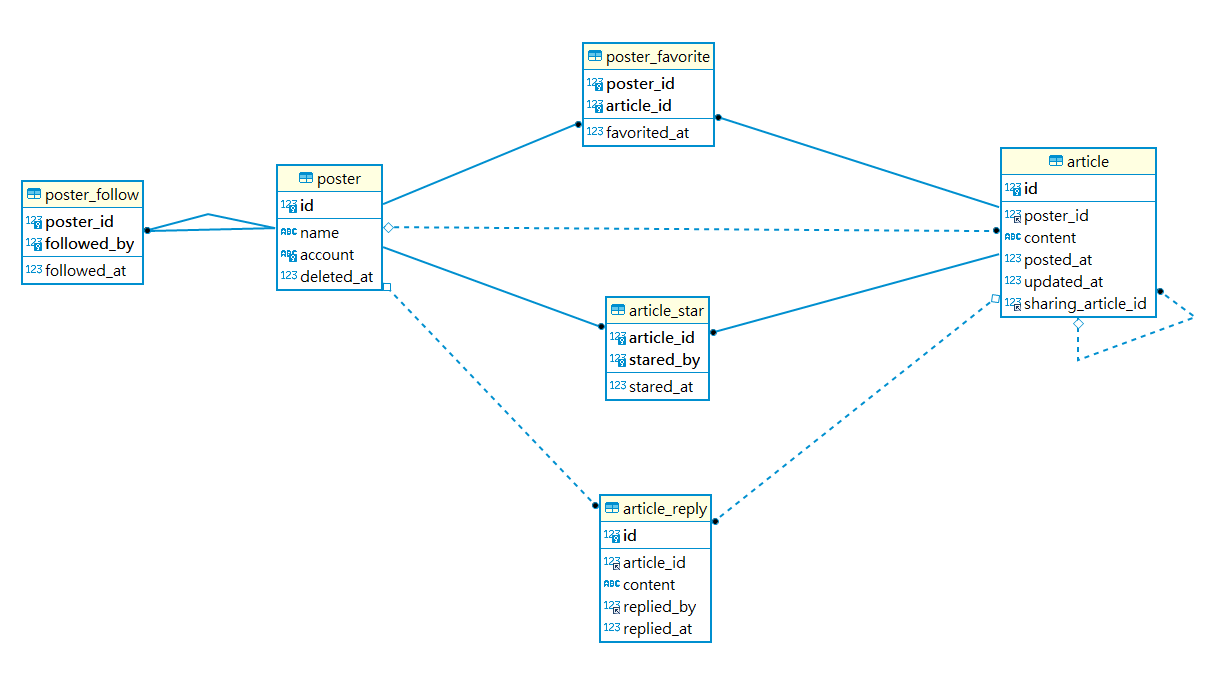 poster_favorite
123 poster_id
123 article_id
123 favorited_at
poster_follow
123 poster_id
123 followed_by
123 followed_at
poster
123 id
ABC name
ABC account
123 deleted_at
article
123 id
123 poster_id
ABC content
123 posted_at
123 updated_at
123 sharing_article_id
article_star
123 article_id
123 stared_by
123 stared_at
article_reply
123 id
123 article_id
ABC content
123 replied_by
123 replied_at